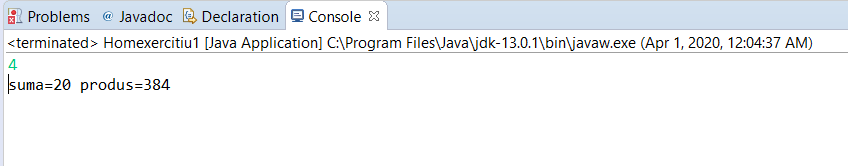 Problems @ Javadoc Declaration Console
<terminated> Homexercitiu1 [Java Application] C:\Program Files\Java\jdk-13.0.1\bin\javaw.exe (Apr 1, 2020, 12:04:37 AM)
4
suma=20 produs=384